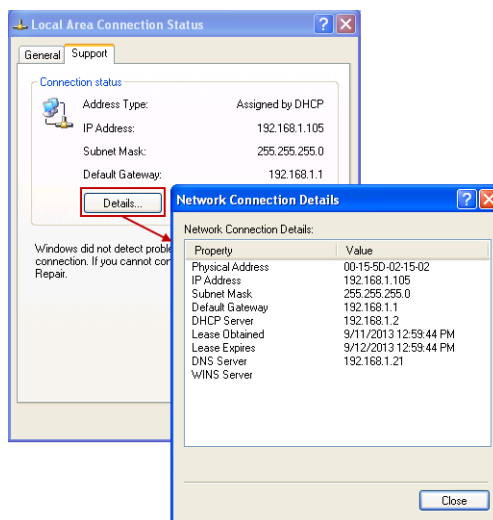 Local Area Connection Status
General Support
Connection status
Address Type: Assigned by DHCP
IP Address: 192.168.1.105
Subnet Mask: 255.255.255.0
Default Gateway: 192.168.1.1
Details...
Windows did not detect proble
connection. If you cannot con
Repair.
Network Connection Details
Network Connection Details:
Property Value
Physical Address 00-15-5D-02-15-02
IP Address 192.168.1.105
Subnet Mask 255.255.255.0
Default Gateway 192.168.1.1
DHCP Server 192.168.1.2
Lease Obtained 9/11/2013 12:59:44 PM
Lease Expires 9/12/2013 12:59:44 PM
DNS Server 192.168.1.21
WINS Server
Close